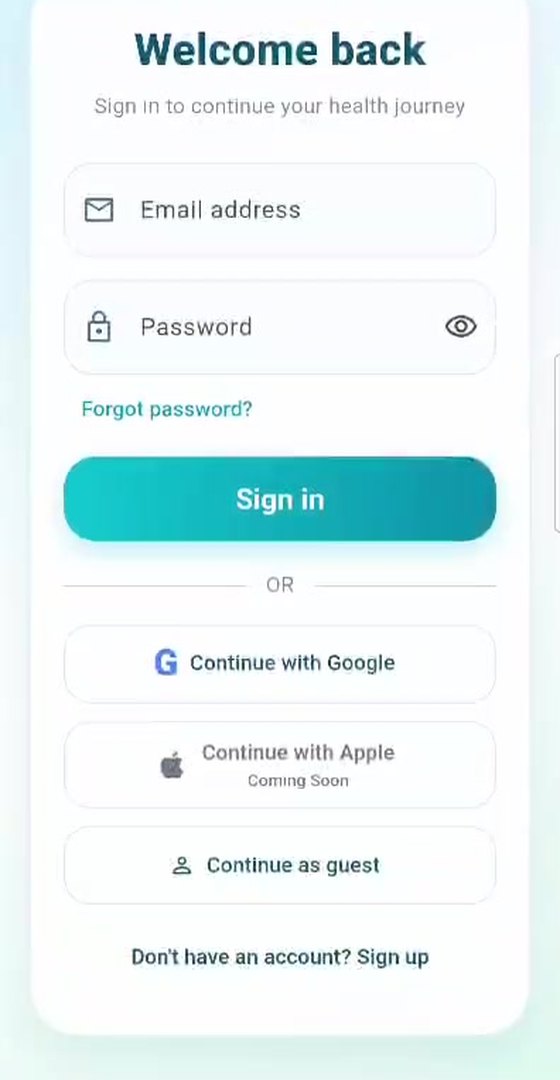 Welcome back
Sign in to continue your health journey
Email address
Password
Forgot password?
Sign in
OR
G Continue with Google
Continue with Apple
Coming Soon
Continue as guest
Don't have an account? Sign up